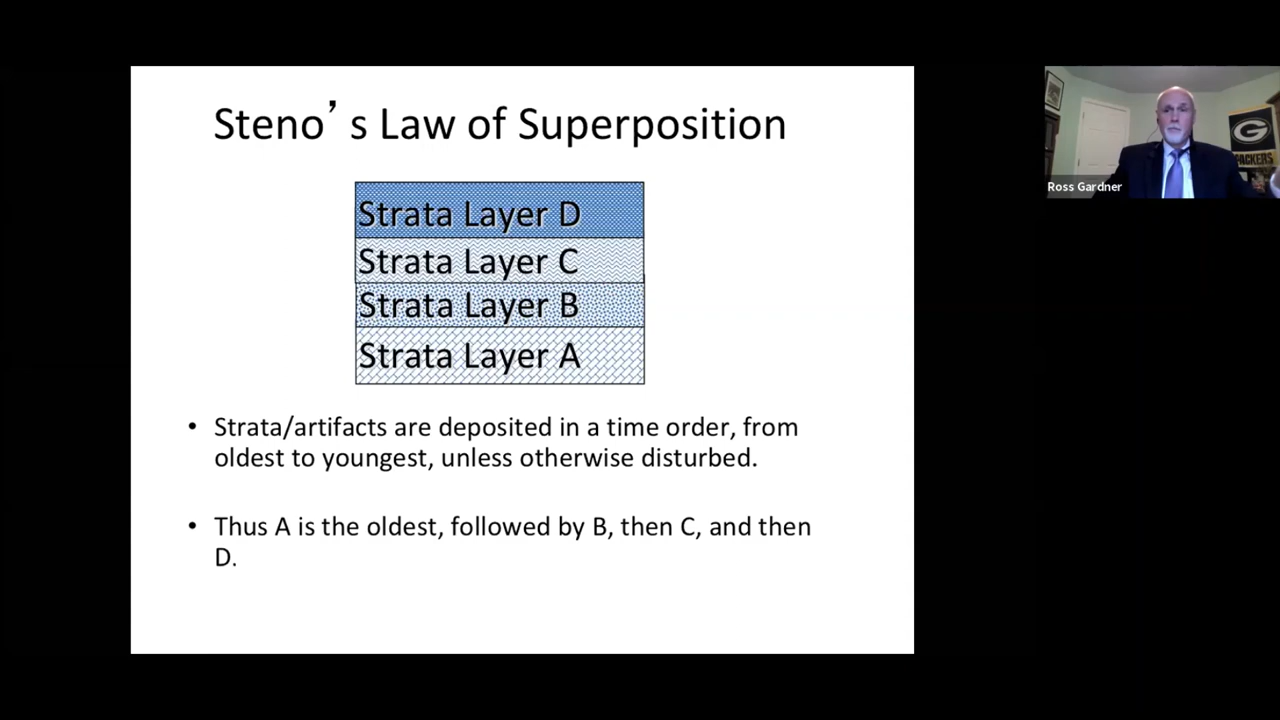 Steno’s Law of Superposition
Strata Layer D
Strata Layer C
Strata Layer B
Strata Layer A
• Strata/artifacts are deposited in a time order, from
oldest to youngest, unless otherwise disturbed.
• Thus A is the oldest, followed by B, then C, and then
D.
Ross Gardner
G
PACKERS